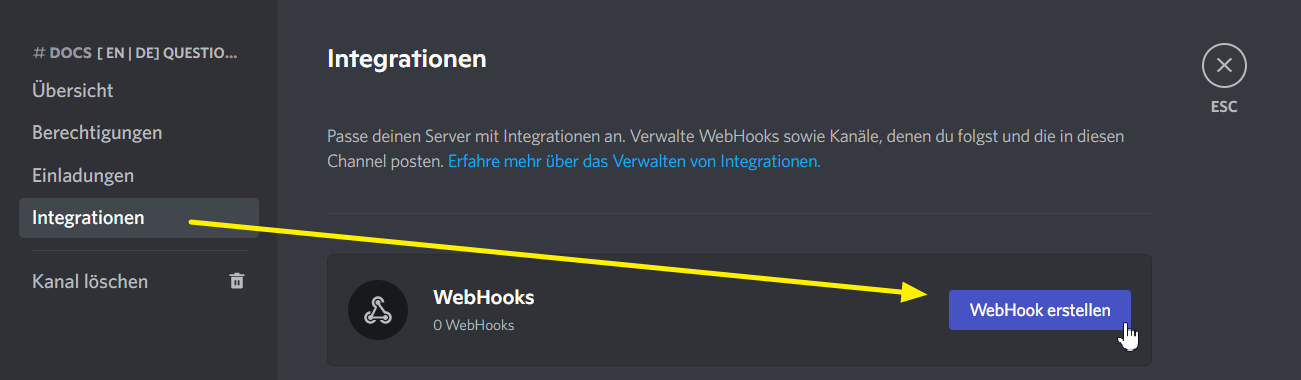 # DOCS [ EN | DE] QUESTIO...
Übersicht
Berechtigungen
Einladungen
Integrationen
Kanal löschen
Integrationen
Passe deinen Server mit Integrationen an. Verwalte WebHooks sowie Kanäle, denen du folgst und die in diesen
Channel posten. Erfahre mehr über das Verwalten von Integrationen.
WebHooks
0 WebHooks
WebHook erstellen
ESC